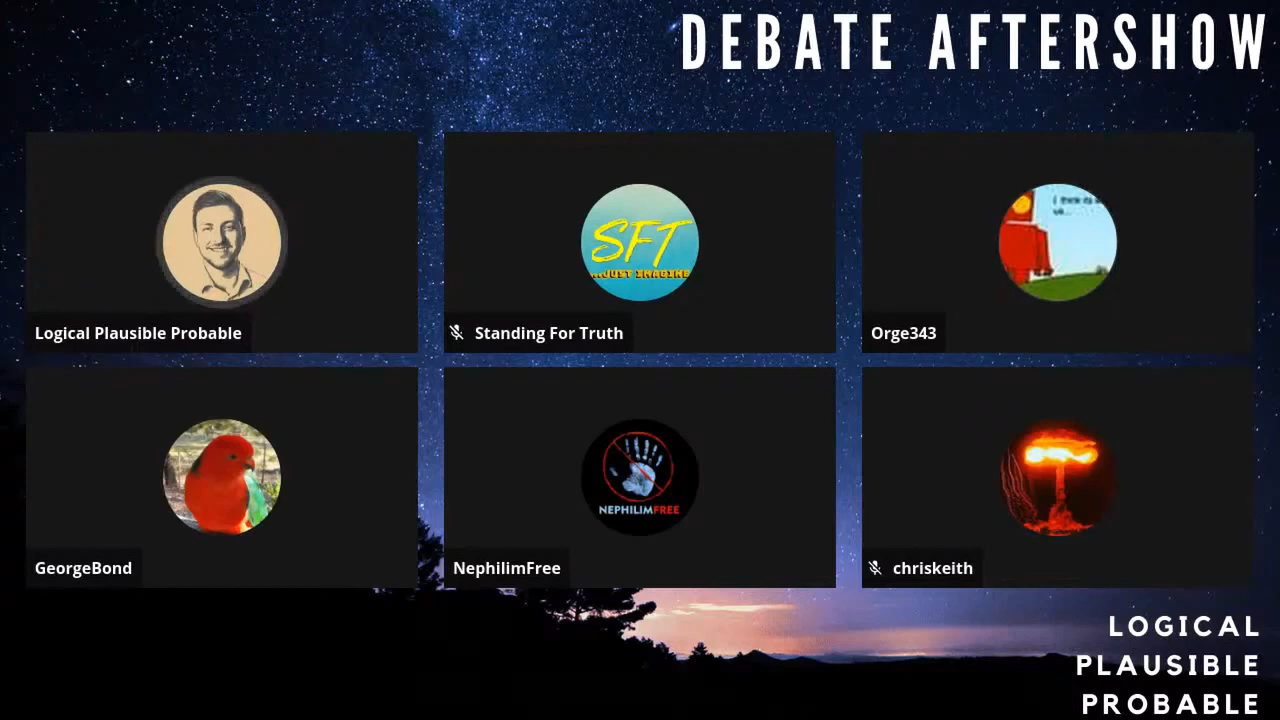 DEBATE AFTERSHOW
SFT
...JUST IMAGINE
Logical Plausible Probable
Standing For Truth
Orge343
NEPHILIMFREE
GeorgeBond
NephilimFree
chriskeith
LOGICAL
PLAUSIBLE
PROBABLE